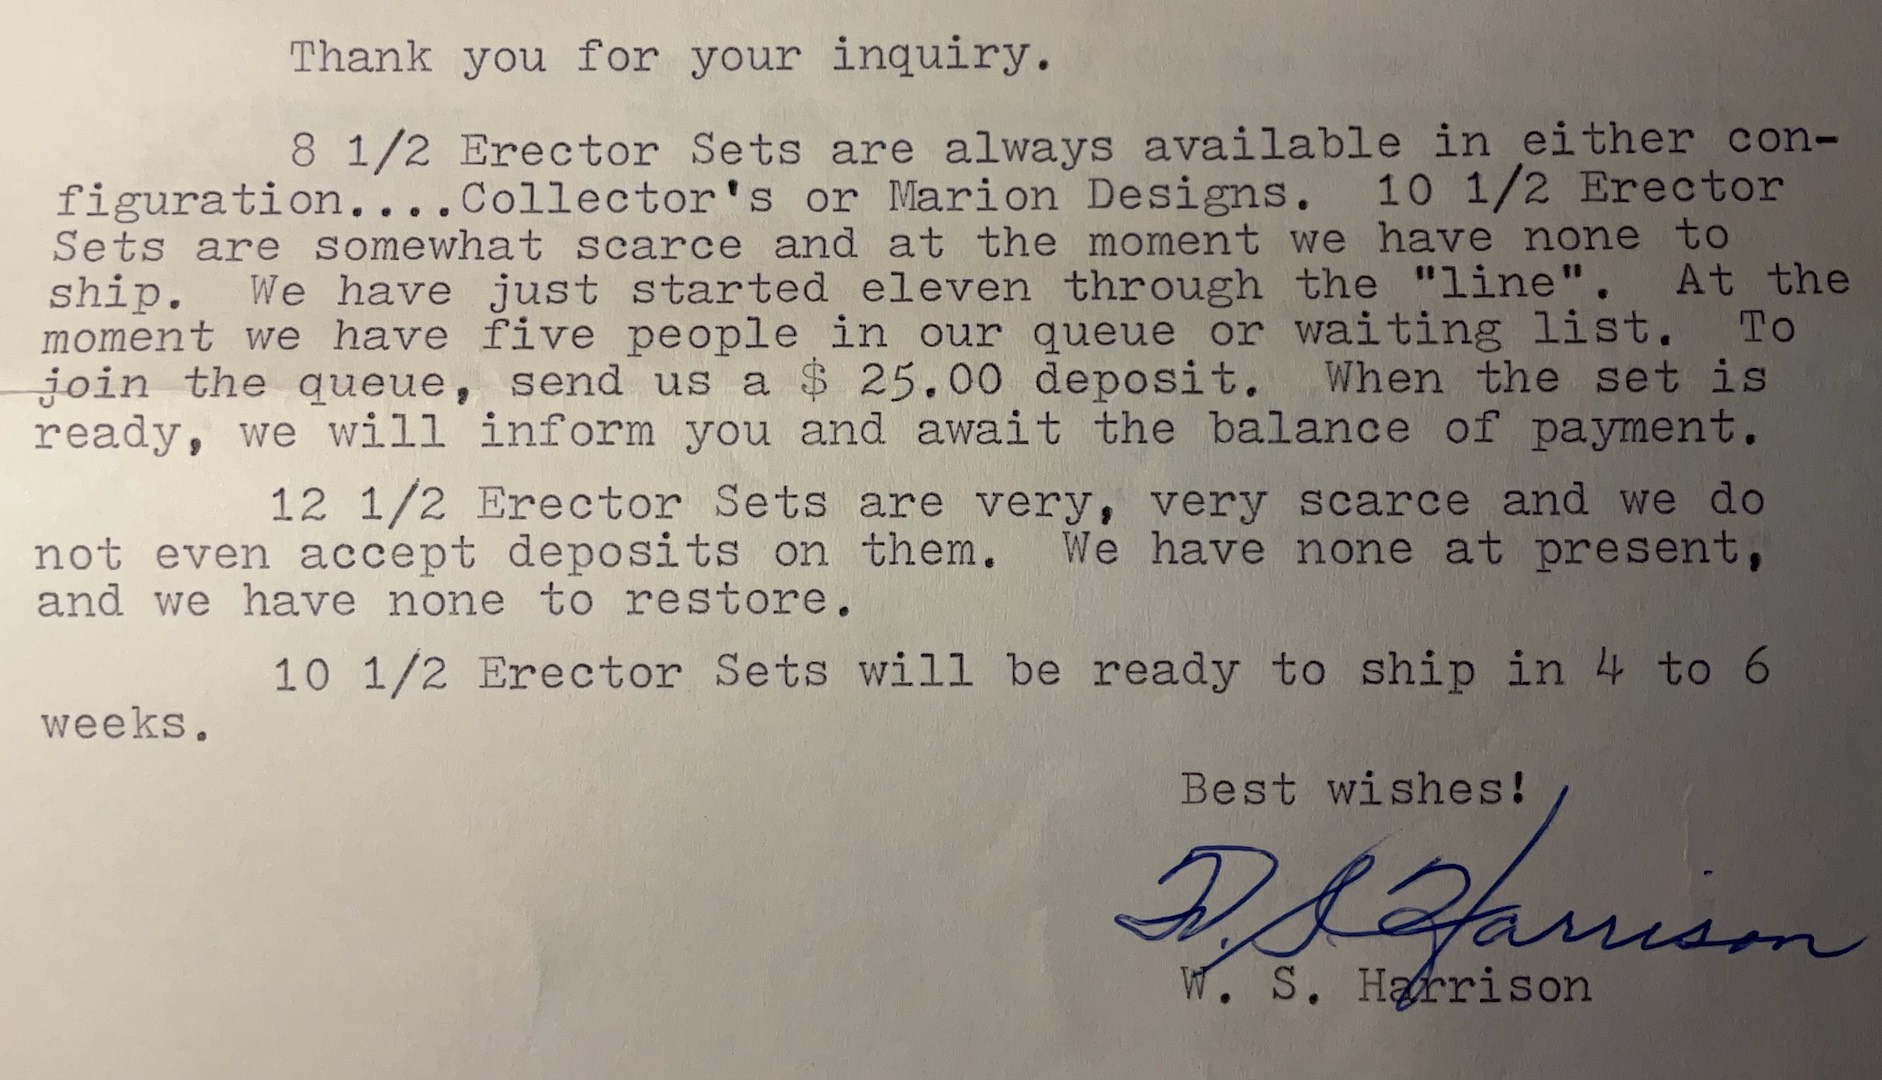 Thank you for your inquiry.
8 1/2 Erector Sets are always available in either con-
figuration....Collector's or Marion Designs. 10 1/2 Erector
Sets are somewhat scarce and at the moment we have none to
ship. We have just started eleven through the "line". At the
moment we have five people in our queue or waiting list. To
join the queue, send us a $ 25.00 deposit. When the set is
ready, we will inform you and await the balance of payment.
12 1/2 Erector Sets are very, very scarce and we do
not even accept deposits on them. We have none at present,
and we have none to restore.
10 1/2 Erector Sets will be ready to ship in 4 to 6
weeks.
Best wishes!
W. S. Harrison
W. S. Harrison